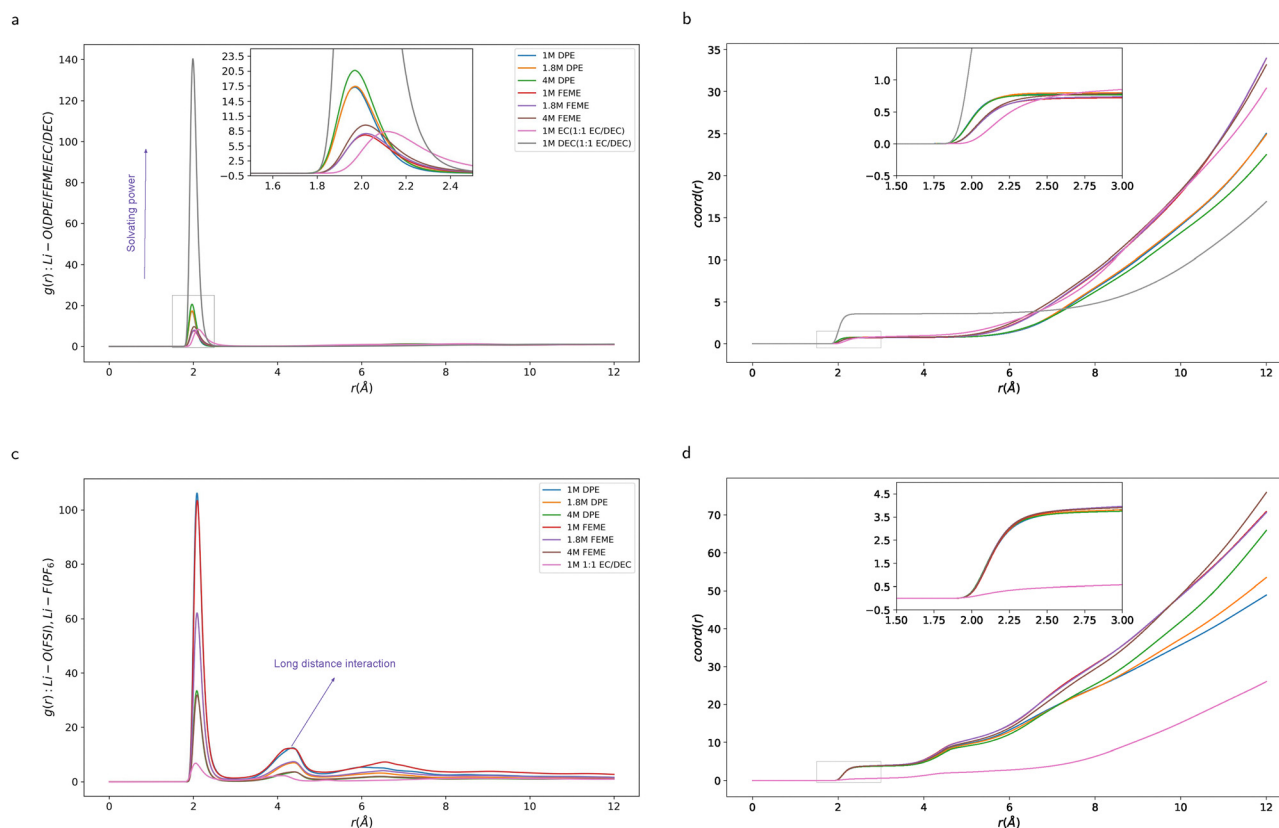 a
g(r) : Li − O(DPE/FEME/EC/DEC)
140
120
100
80
60
40
20
0
0 2 4 6 8 10 12
r(Å)
Solvating power
23.5
20.5
17.5
14.5
11.5
8.5
5.5
2.5
−0.5
1.6 1.8 2.0 2.2 2.4
1M DPE
1.8M DPE
4M DPE
1M FEME
1.8M FEME
4M FEME
1M EC(1:1 EC/DEC)
1M DEC(1:1 EC/DEC)
b
coord(r)
35
30
25
20
15
10
5
0
0 2 4 6 8 10 12
r(Å)
1.0
0.5
0.0
−0.5
1.50 1.75 2.00 2.25 2.50 2.75 3.00
c
g(r) : Li − O(FSI), Li − F(PF6)
100
80
60
40
20
0
0 2 4 6 8 10 12
r(Å)
Long distance interaction
1M DPE
1.8M DPE
4M DPE
1M FEME
1.8M FEME
4M FEME
1M 1:1 EC/DEC
d
coord(r)
70
60
50
40
30
20
10
0
0 2 4 6 8 10 12
r(Å)
4.5
3.5
2.5
1.5
0.5
−0.5
1.50 1.75 2.00 2.25 2.50 2.75 3.00